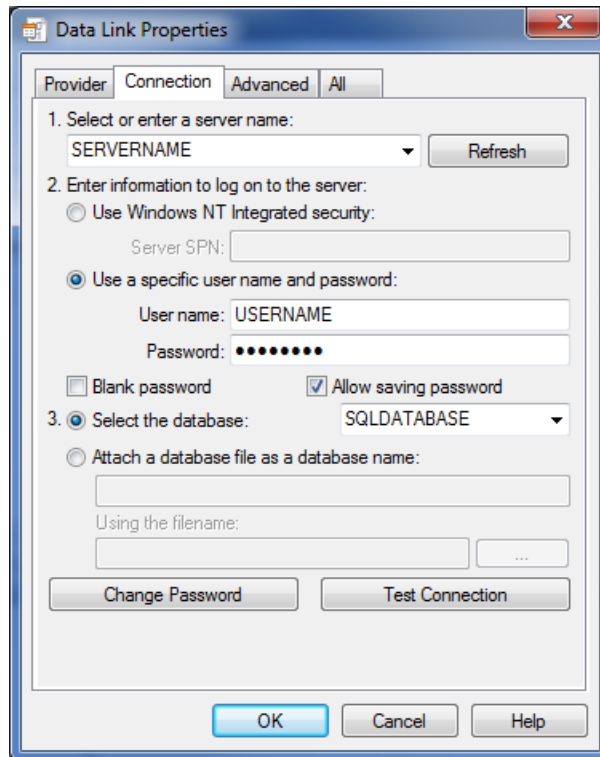 Data Link Properties
Provider Connection Advanced All
1. Select or enter a server name:
SERVERNAME Refresh
2. Enter information to log on to the server:
Use Windows NT Integrated security:
Server SPN:
Use a specific user name and password:
User name: USERNAME
Password: ●●●●●●●●
Blank password Allow saving password
3. Select the database: SQLDATABASE
Attach a database file as a database name:
Using the filename:
...
Change Password Test Connection
OK Cancel Help